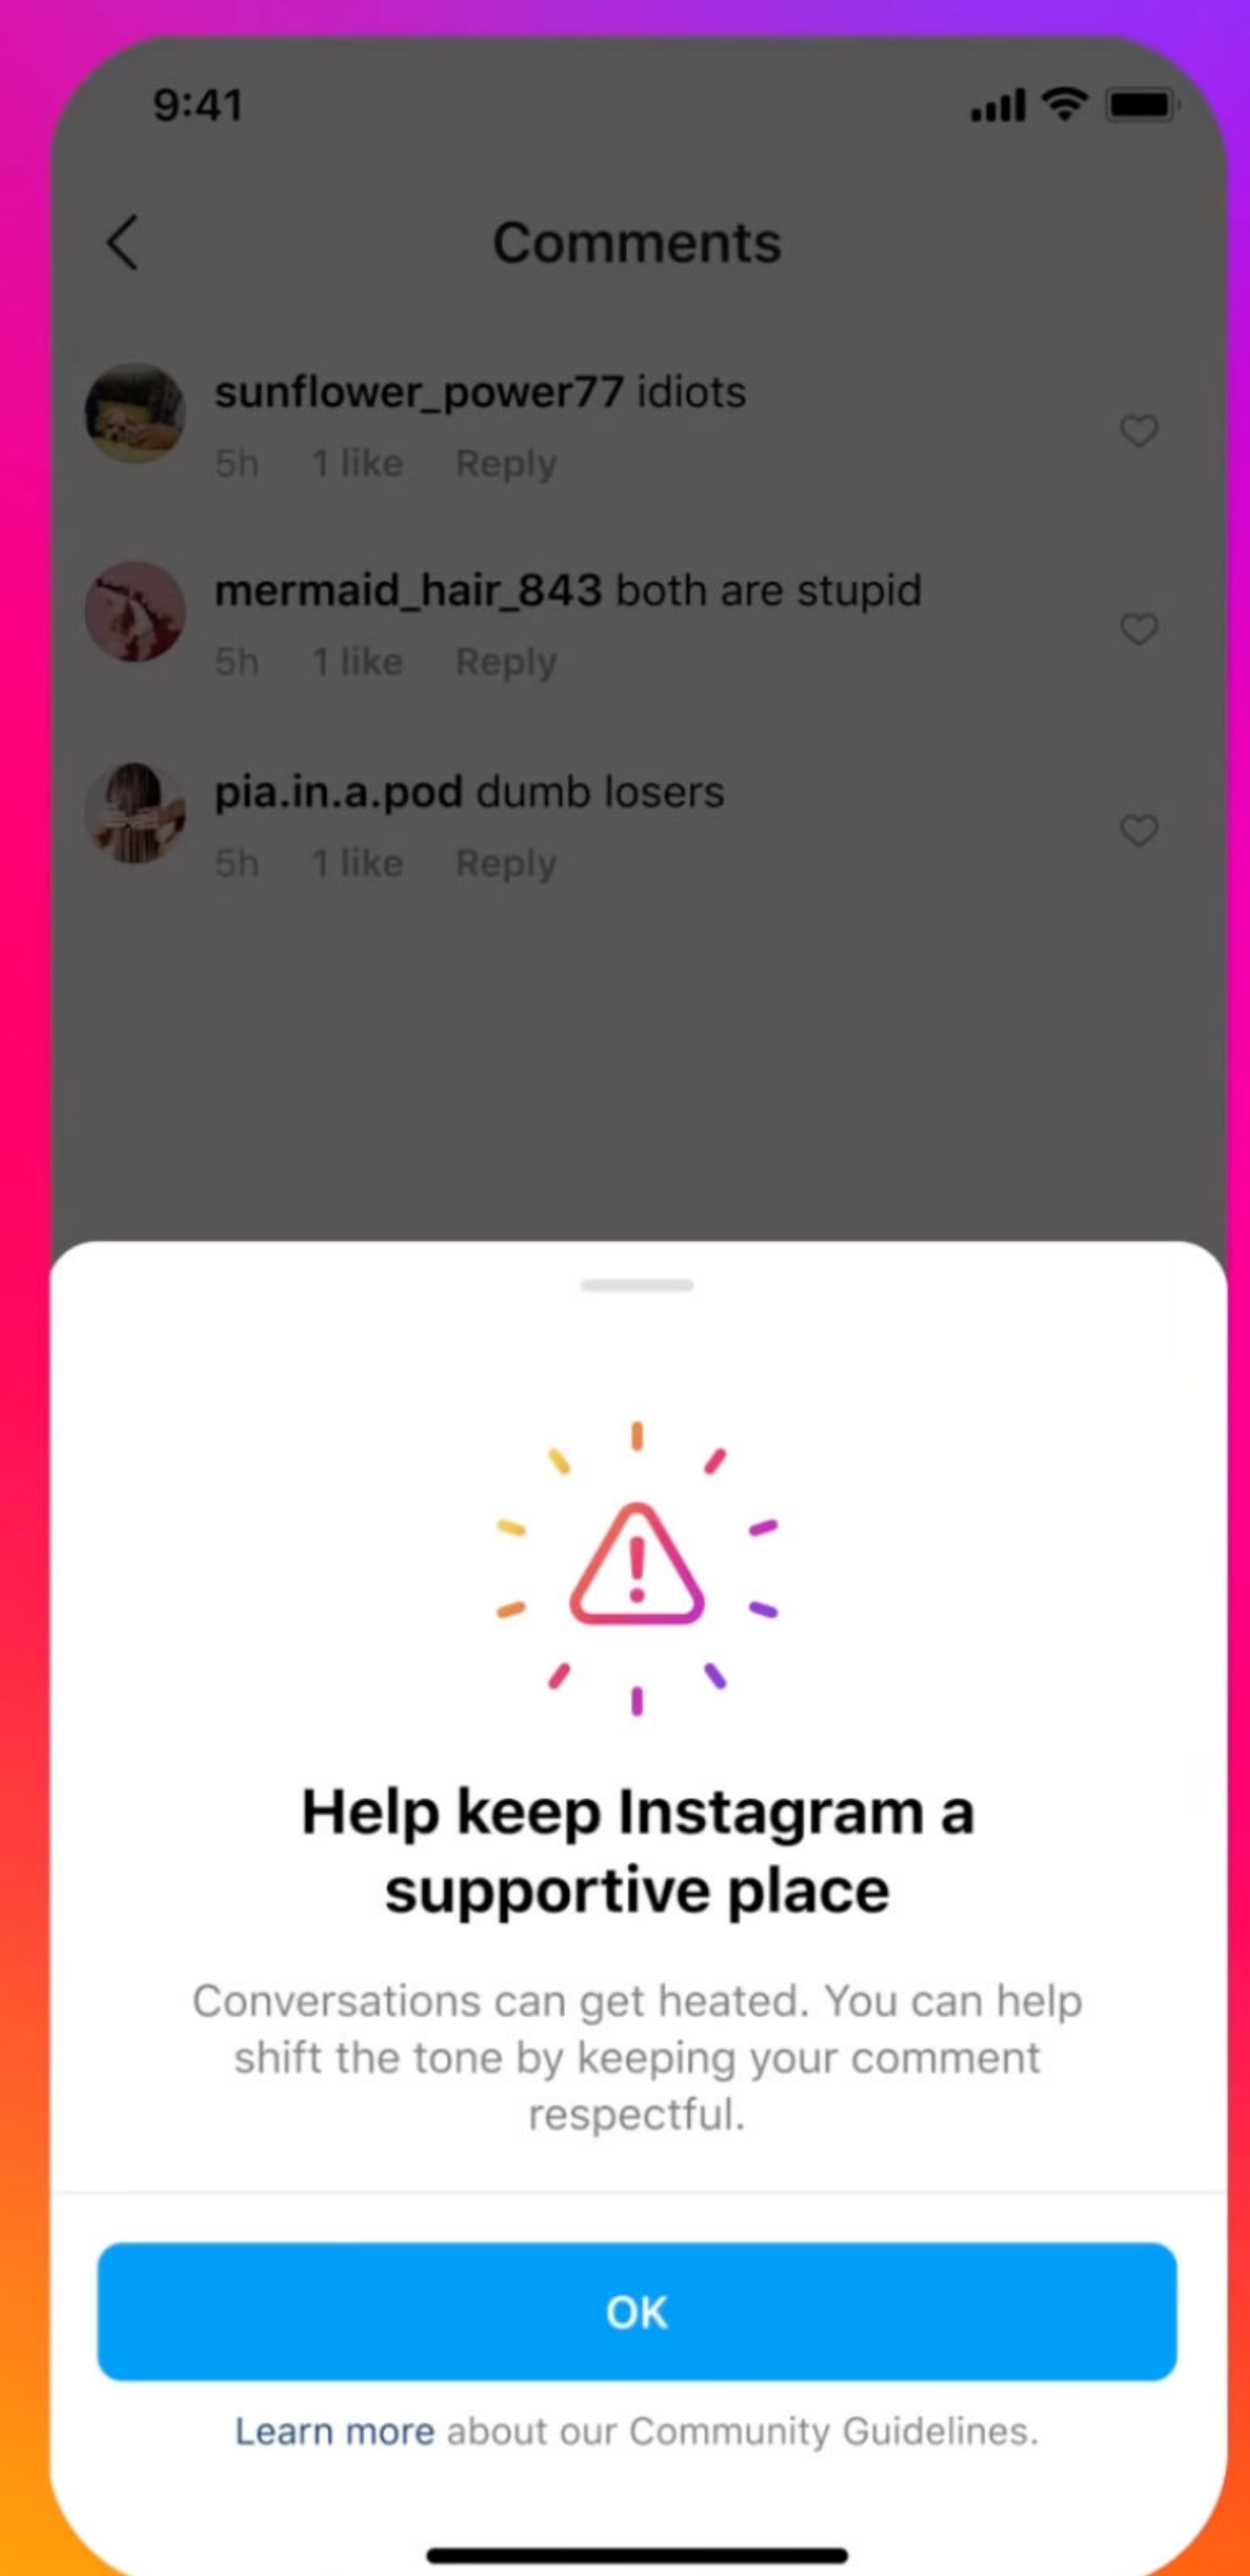 9:41
Comments
sunflower_power77 idiots
5h 1 like Reply
mermaid_hair_843 both are stupid
5h 1 like Reply
pia.in.a.pod dumb losers
5h 1 like Reply
Help keep Instagram a
supportive place
Conversations can get heated. You can help
shift the tone by keeping your comment
respectful.
OK
Learn more about our Community Guidelines.